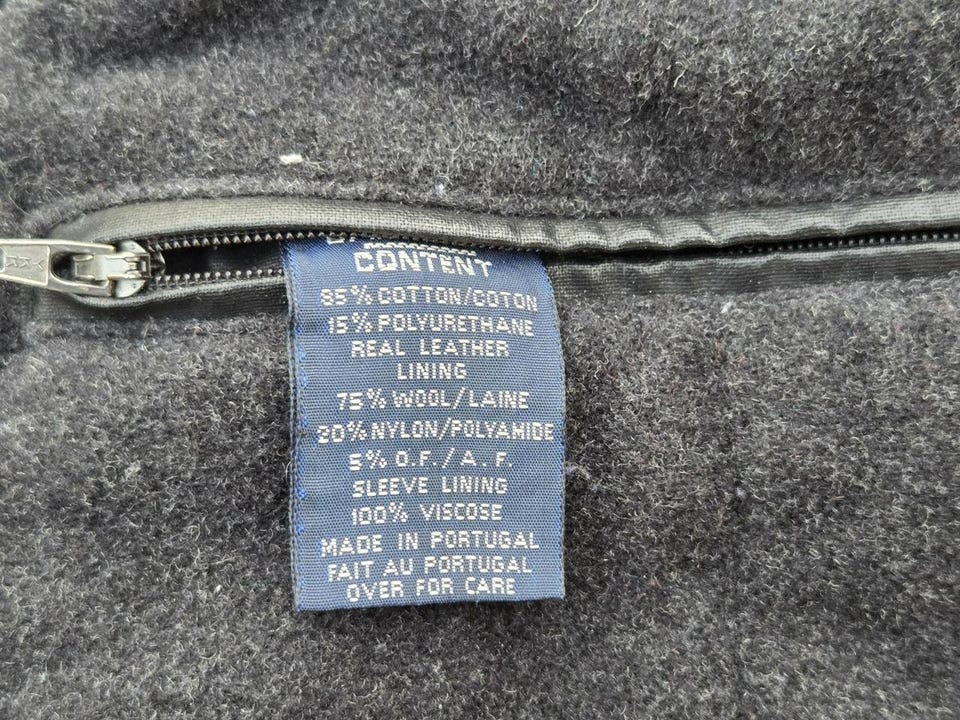 CONTENT
85% COTTON/COTON
15% POLYURETHANE
REAL LEATHER
LINING
75% WOOL/LAINE
20% NYLON/POLYAMIDE
5% O.F./A.F.
SLEEVE LINING
100% VISCOSE
MADE IN PORTUGAL
FAIT AU PORTUGAL
OVER FOR CARE